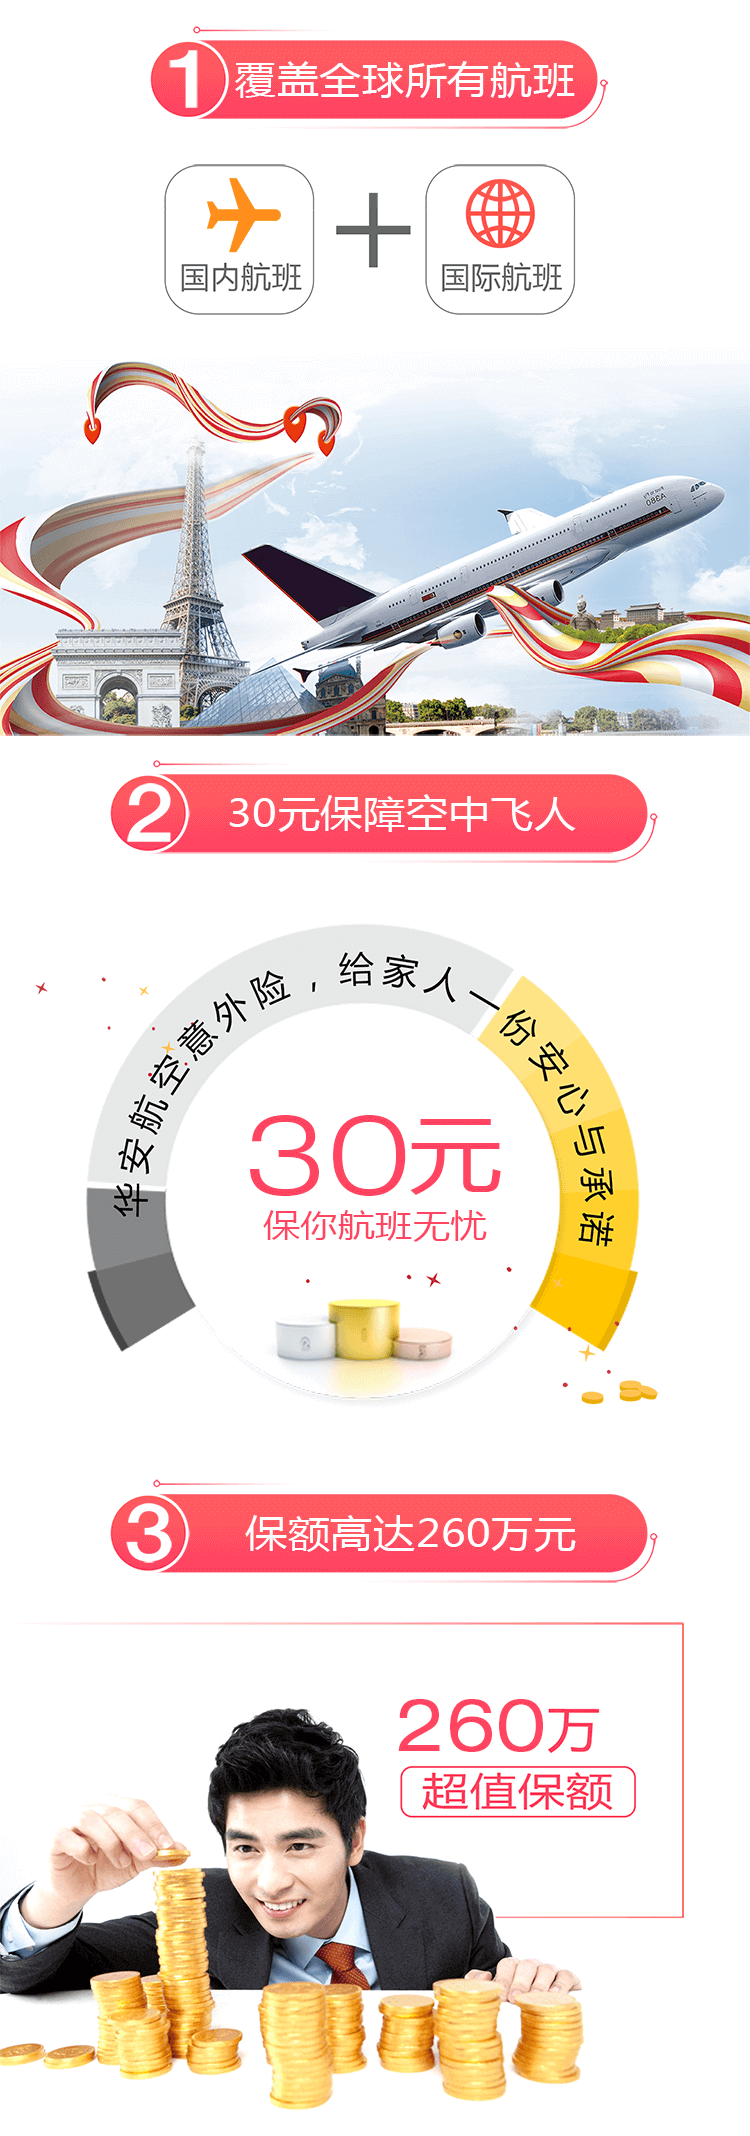 1 覆盖全球所有航班
国内航班
国际航班
A380
2 30元保障空中飞人
华安航空意外险，给家人一份安心与承诺
30元
保你航班无忧
3 保额高达260万元
260万
超值保额